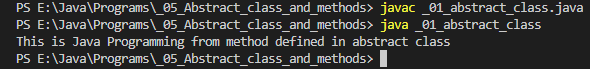 PS E:\Java\Programs\_05_Abstract_class_and_methods> javac _01_abstract_class.java
PS E:\Java\Programs\_05_Abstract_class_and_methods> java _01_abstract_class
This is Java Programming from method defined in abstract class
PS E:\Java\Programs\_05_Abstract_class_and_methods>